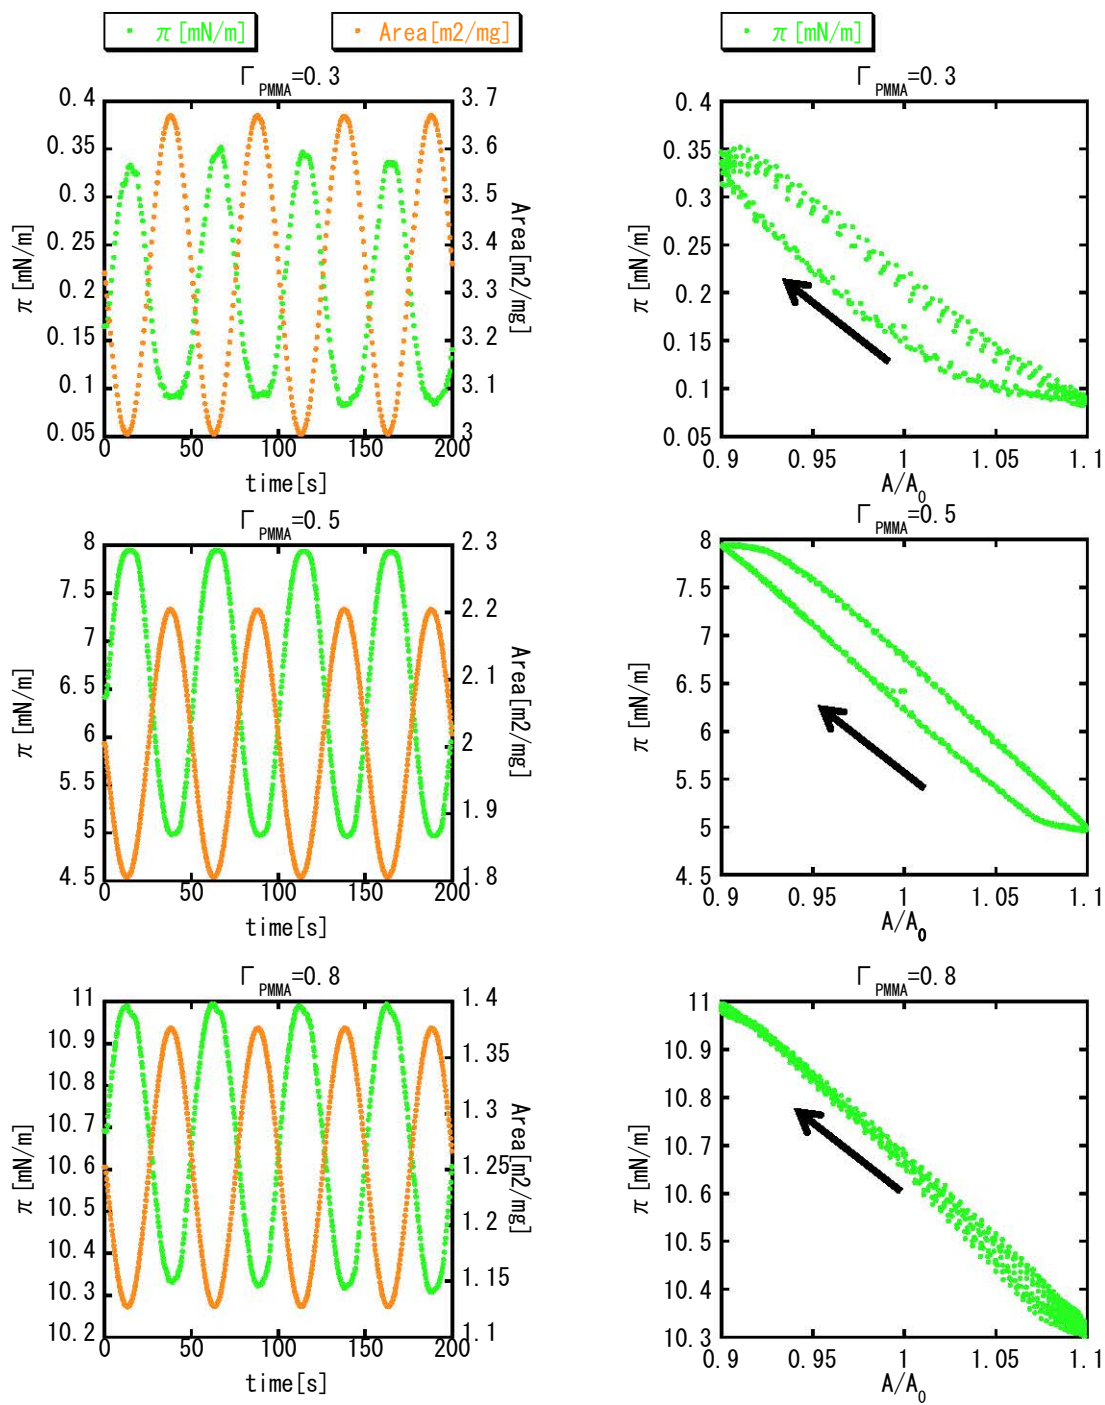 π [mN/m]
Area[m2/mg]
π [mN/m]
Γ_PMMA=0.3
0.4
0.35
0.3
0.25
0.2
0.15
0.1
0.05
π [mN/m]
3.7
3.6
3.5
3.4
3.3
3.2
3.1
3
Area[m2/mg]
0 50 100 150 200
time[s]
Γ_PMMA=0.3
0.4
0.35
0.3
0.25
0.2
0.15
0.1
0.05
π [mN/m]
0.9 0.95 1 1.05 1.1
A/A0
Γ_PMMA=0.5
8
7.5
7
6.5
6
5.5
5
4.5
π [mN/m]
2.3
2.2
2.1
2
1.9
1.8
Area[m2/mg]
0 50 100 150 200
time[s]
Γ_PMMA=0.5
8
7.5
7
6.5
6
5.5
5
4.5
π [mN/m]
0.9 0.95 1 1.05 1.1
A/A0
Γ_PMMA=0.8
11
10.9
10.8
10.7
10.6
10.5
10.4
10.3
10.2
π [mN/m]
1.4
1.35
1.3
1.25
1.2
1.15
1.1
Area[m2/mg]
0 50 100 150 200
time[s]
Γ_PMMA=0.8
11
10.9
10.8
10.7
10.6
10.5
10.4
10.3
π [mN/m]
0.9 0.95 1 1.05 1.1
A/A0